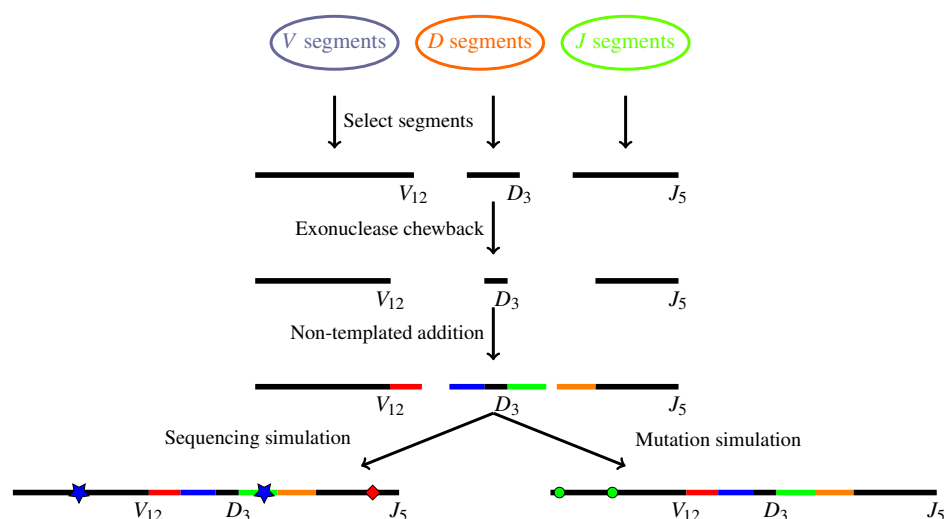 V segments D segments J segments
Select segments
V12 D3 J5
Exonuclease chewback
V12 D3 J5
Non-templated addition
V12 D3 J5
Sequencing simulation Mutation simulation
V12 D3 J5 V12 D3 J5